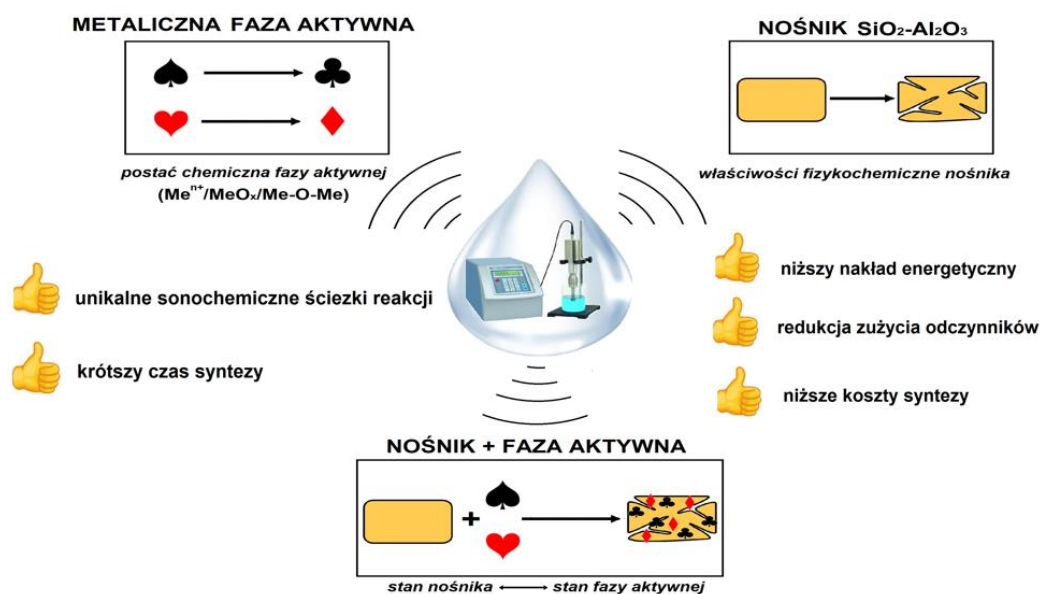 METALICZNA FAZA AKTYWNA
postać chemiczna fazy aktywnej
(Meⁿ⁺/MeOₓ/Me-O-Me)
NOŚNIK SiO₂-Al₂O₃
właściwości fizykochemiczne nośnika
unikalne sonochemiczne ściezki reakcji
krótszy czas syntezy
niższy nakład energetyczny
redukcja zużycia odczynników
niższe koszty syntezy
NOŚNIK + FAZA AKTYWNA
+
stan nośnika ⟷ stan fazy aktywnej